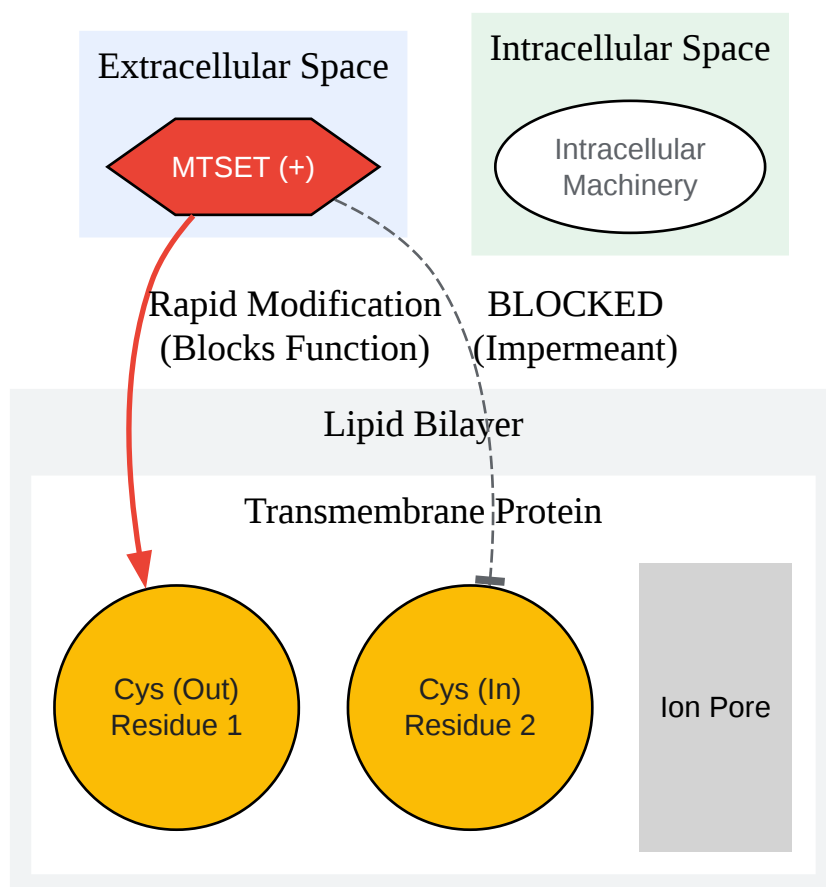 Extracellular Space
Intracellular Space
MTSET (+)
Intracellular
Machinery
Rapid Modification
(Blocks Function)
BLOCKED
(Impermeant)
Lipid Bilayer
Transmembrane Protein
Cys (Out)
Residue 1
Cys (In)
Residue 2
Ion Pore